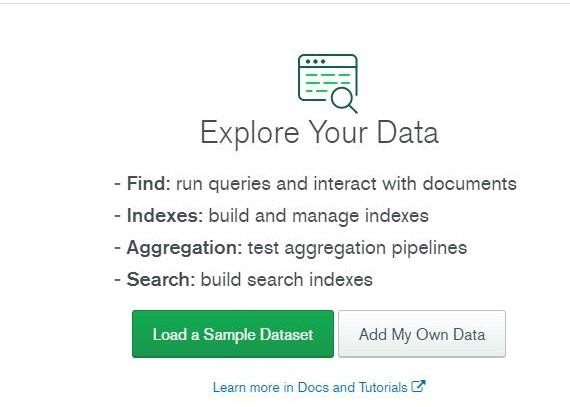 Explore Your Data
- Find: run queries and interact with documents
- Indexes: build and manage indexes
- Aggregation: test aggregation pipelines
- Search: build search indexes
Load a Sample Dataset
Add My Own Data
Learn more in Docs and Tutorials